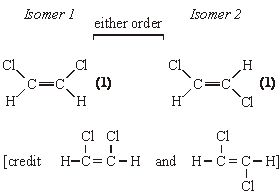 Isomer 1 Isomer 2
either order
Cl Cl Cl H
C=C (1) C=C (1)
H H H Cl
Cl Cl Cl
[credit H–C=C–H and H–C=C–H]
Cl